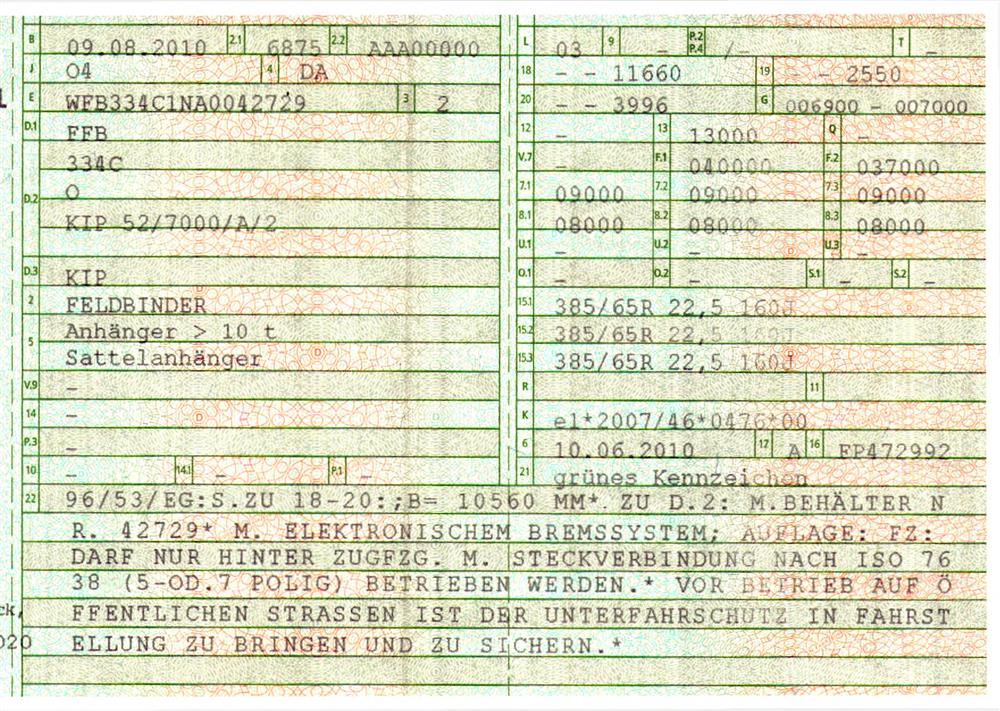 B 09.08.2010 2.1 6875 2.2 AAA00000
J 04 4 DA
E WFB334C1NA0042729 3 2
D.1 FFB
334C
D.2 0
KIP 52/7000/A/2
D.3 KIP
2 FELDBINDER
5 Anhänger > 10 t
Sattelanhänger
V.9 –
14 –
P.3 –
10 – 14.1 – P.1 –
L 03 9 – P.2 P.4 /– T –
18 – – 11660 19 – – 2550
20 – – 3996 G 006900 – 007000
12 – 13 13000 Q –
V.7 – F.1 040000 F.2 037000
7.1 09000 7.2 09000 7.3 09000
8.1 08000 8.2 08000 8.3 08000
U.1 – U.2 – U.3 –
O.1 – O.2 – S.1 – S.2 –
15.1 385/65R 22,5 160J
15.2 385/65R 22,5 160J
15.3 385/65R 22,5 160J
R 11
K e1*2007/46*0476*00
6 10.06.2010 17 A 16 FP472992
21 grünes Kennzeichen
22 96/53/EG:S.ZU 18-20:;B= 10560 MM* ZU D.2: M.BEHÄLTER N
R. 42729* M. ELEKTRONISCHEM BREMSSYSTEM; AUFLAGE: FZ:
DARF NUR HINTER ZUGFZG. M. STECKVERBINDUNG NACH ISO 76
38 (5-OD.7 POLIG) BETRIEBEN WERDEN.* VOR BETRIEB AUF Ö
FFENTLICHEN STRASSEN IST DER UNTERFAHRSCHUTZ IN FAHRST
ELLUNG ZU BRINGEN UND ZU SICHERN.*